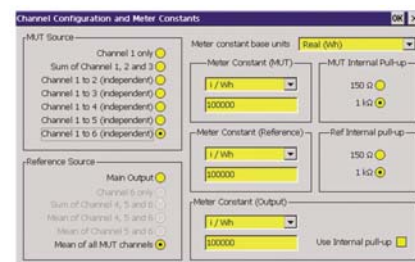 Channel Configuration and Meter Constants
OK
MUT Source
Channel 1 only
Sum of Channel 1, 2 and 3
Channel 1 to 2 (independent)
Channel 1 to 3 (independent)
Channel 1 to 4 (independent)
Channel 1 to 5 (independent)
Channel 1 to 6 (independent)
Reference Source
Main Output
Channel 6 only
Sum of Channel 4, 5 and 6
Mean of Channel 4, 5 and 6
Mean of Channel 5 and 6
Mean of all MUT channels
Meter constant base units
Real (Wh)
Meter Constant (MUT)
i / Wh
100000
MUT Internal Pull-up
150 Ω
1 kΩ
Meter Constant (Reference)
i / Wh
100000
Ref Internal pull-up
150 Ω
1 kΩ
Meter Constant (Output)
i / Wh
100000
Use Internal pull-up